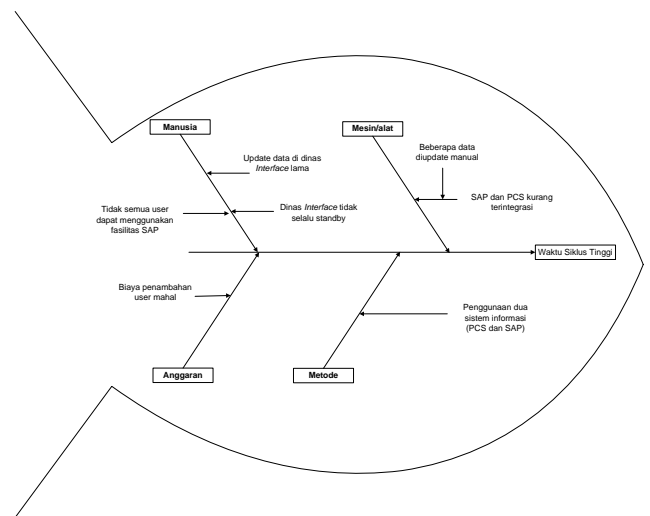 Manusia
Mesin/alat
Update data di dinas
Interface lama
Beberapa data
diupdate manual
Tidak semua user
dapat menggunakan
fasilitas SAP
Dinas Interface tidak
selalu standby
SAP dan PCS kurang
terintegrasi
Waktu Siklus Tinggi
Biaya penambahan
user mahal
Penggunaan dua
sistem informasi
(PCS dan SAP)
Anggaran
Metode